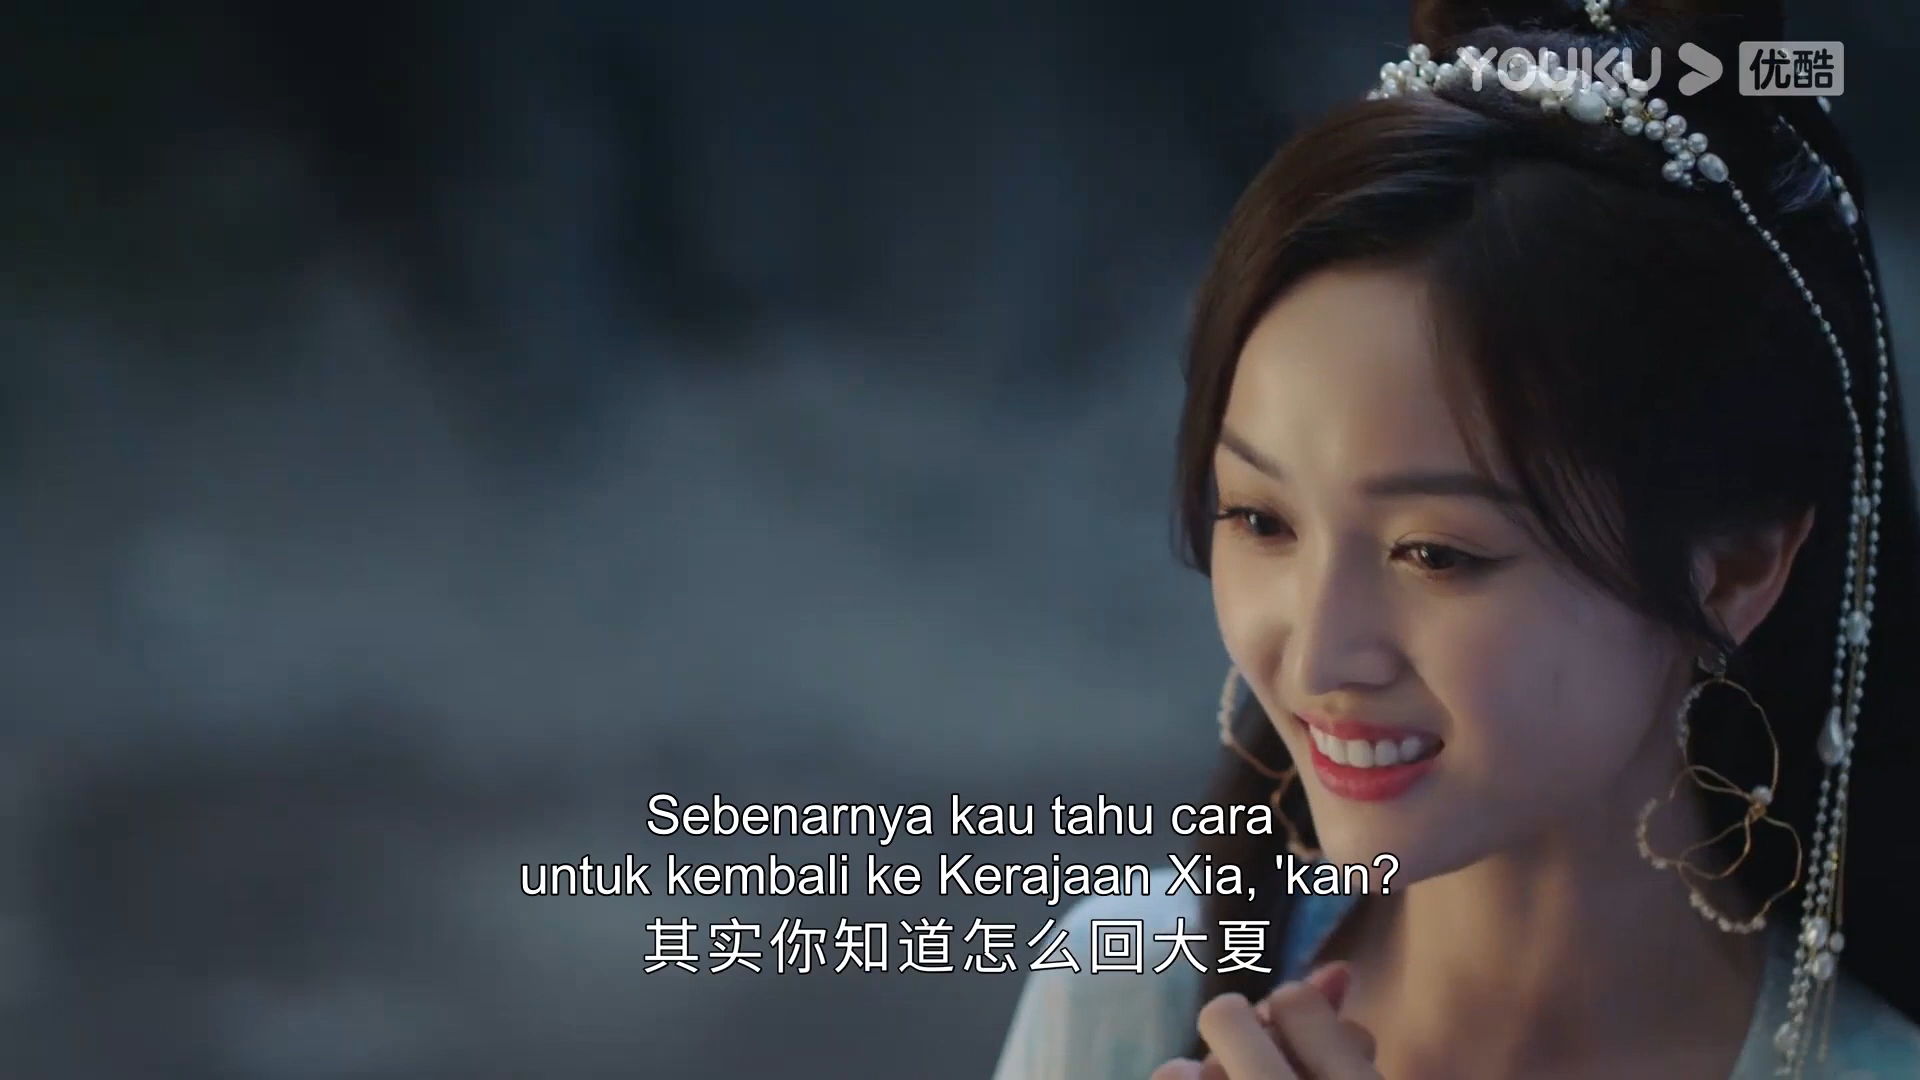 YOUKU 优酷
Sebenarnya kau tahu cara
untuk kembali ke Kerajaan Xia, 'kan?
其实你知道怎么回大夏